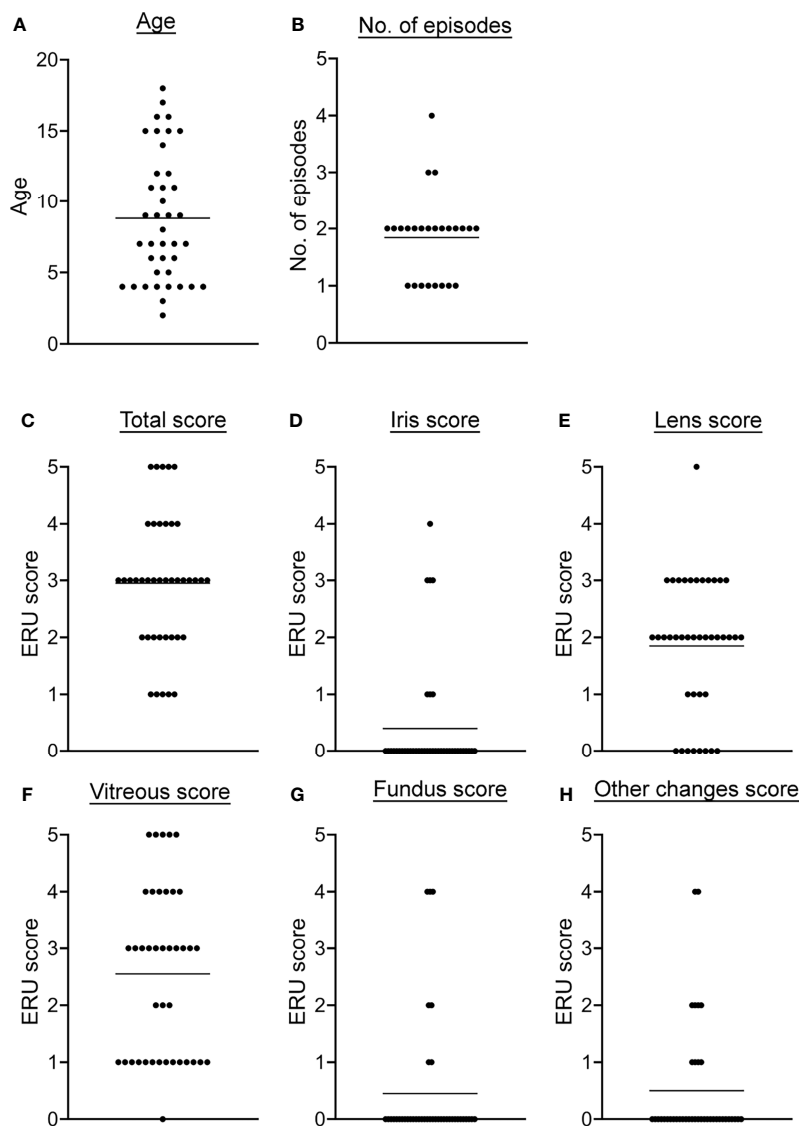 A
Age
Age
20
15
10
5
0
B
No. of episodes
No. of episodes
5
4
3
2
1
0
C
Total score
ERU score
5
4
3
2
1
0
D
Iris score
ERU score
5
4
3
2
1
0
E
Lens score
ERU score
5
4
3
2
1
0
F
Vitreous score
ERU score
5
4
3
2
1
0
G
Fundus score
ERU score
5
4
3
2
1
0
H
Other changes score
ERU score
5
4
3
2
1
0